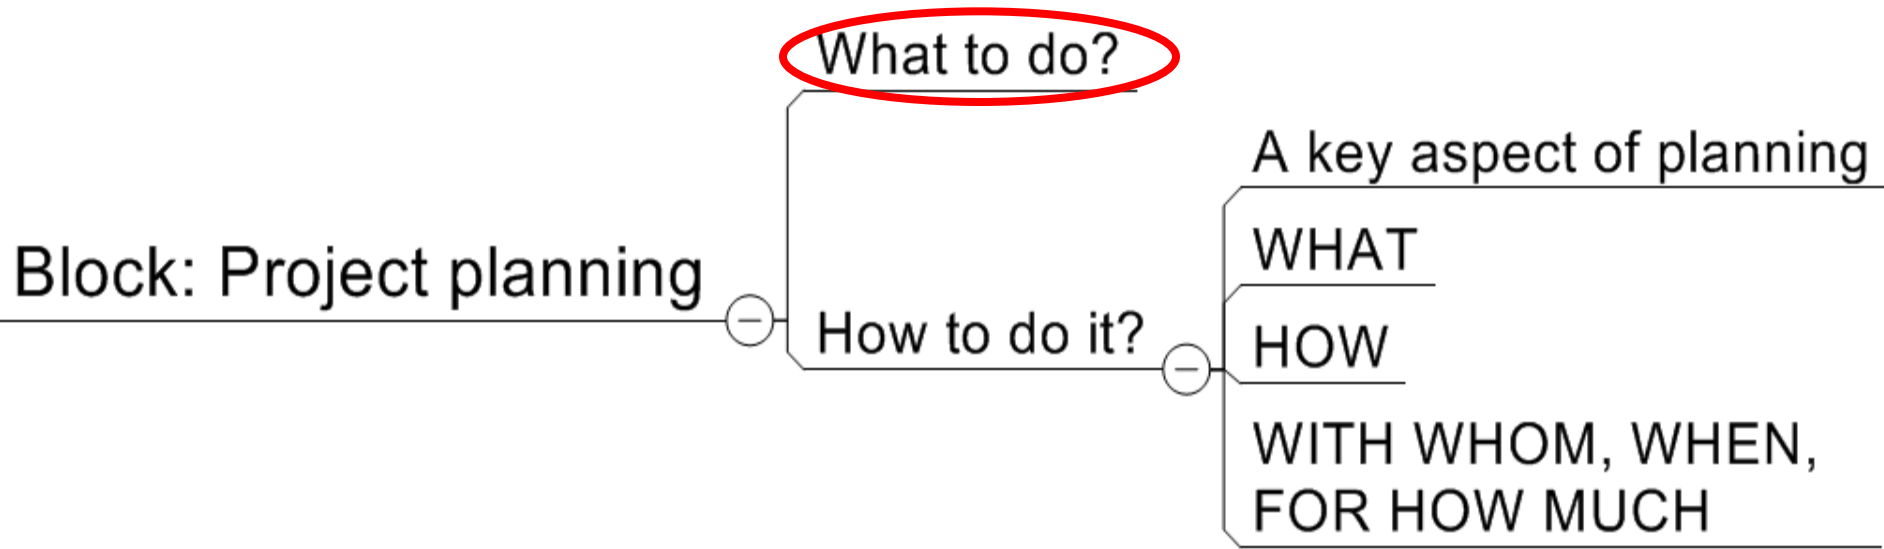 What to do?
A key aspect of planning
WHAT
Block: Project planning
How to do it?
HOW
WITH WHOM, WHEN,
FOR HOW MUCH